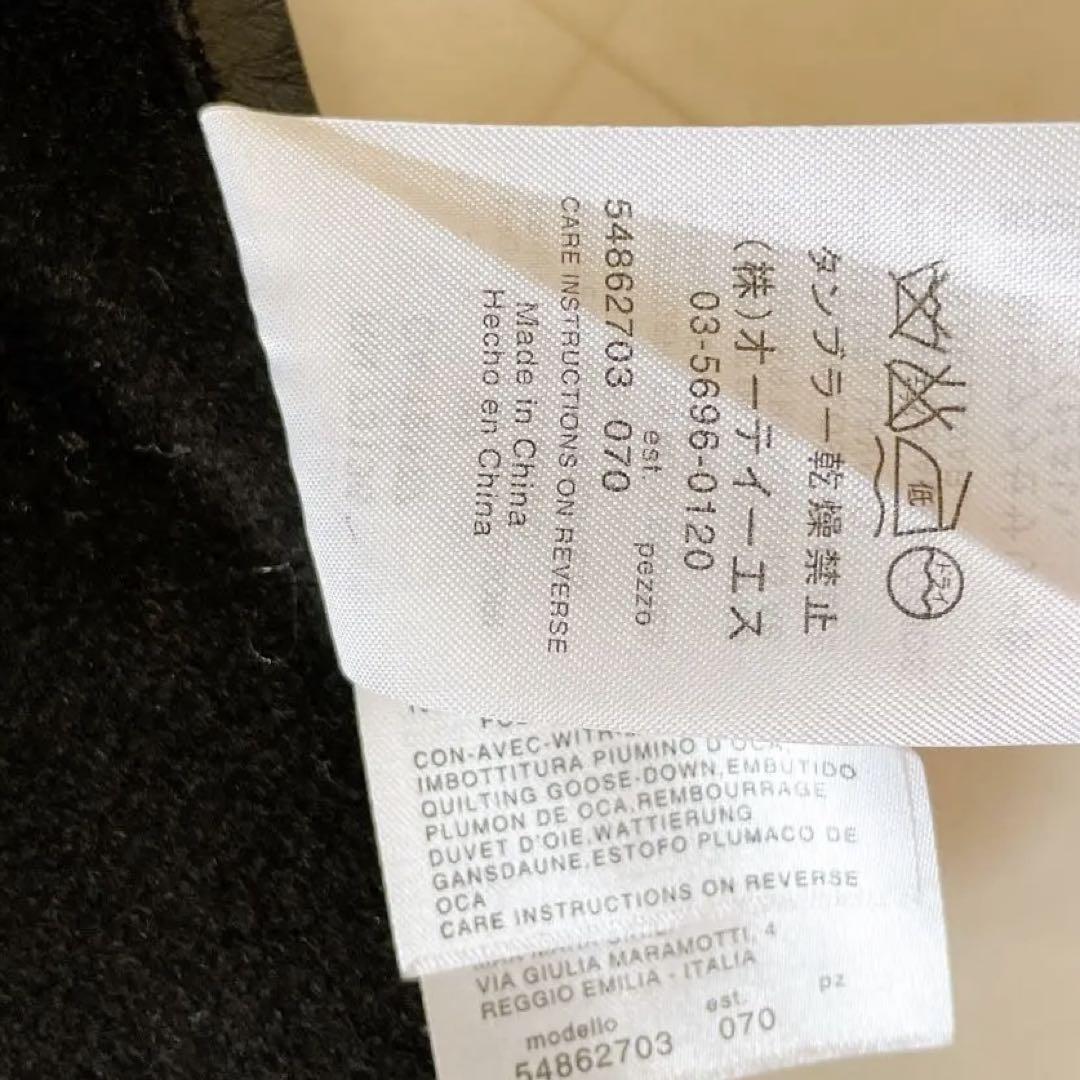 低
ドライ
タンブラー乾燥禁止
(株)オーティーエス
03-5696-0120
est. pezzo
54862703 070
CARE INSTRUCTIONS ON REVERSE
Made in China
Hecho en China
CON-AVEC-WITH-
IMBOTTITURA PIUMINO D'OCA,
QUILTING GOOSE-DOWN,EMBUTIDO
PLUMON DE OCA,REMBOURRAGE
DUVET D'OIE,WATTIERUNG
GANSDAUNE,ESTOFO PLUMACO DE
OCA
CARE INSTRUCTIONS ON REVERSE
VIA GIULIA MARAMOTTI, 4
REGGIO EMILIA - ITALIA
modello est. pz
54862703 070